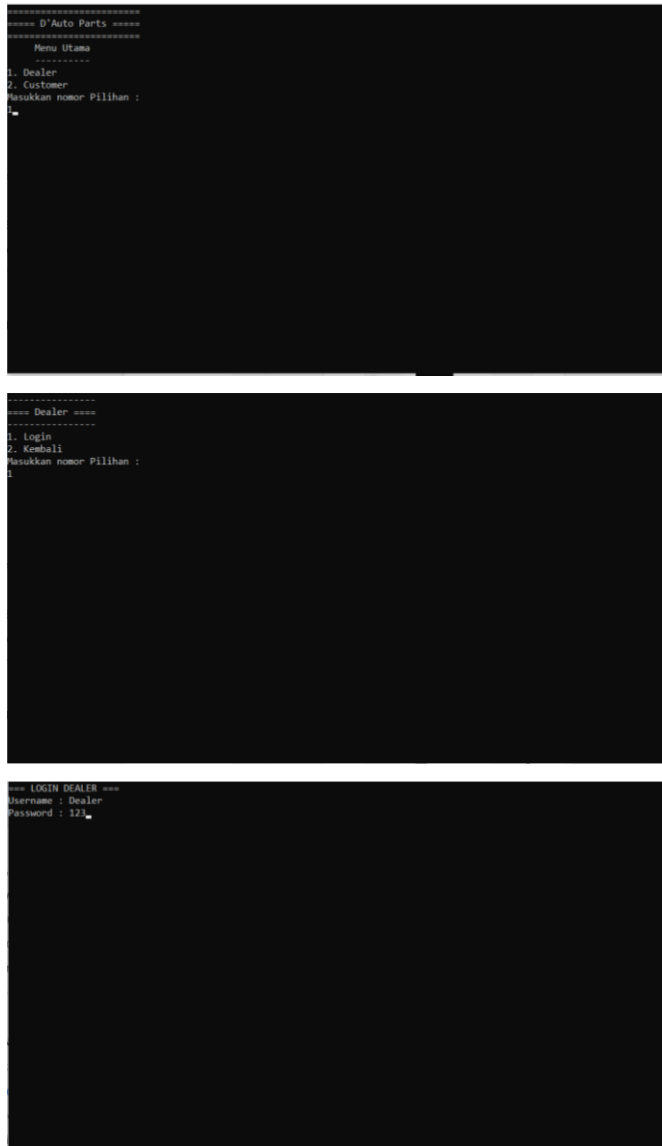 ========================
===== D'Auto Parts =====
========================
Menu Utama
----------
1. Dealer
2. Customer
Masukkan nomor Pilihan :
1
----------------
==== Dealer ====
----------------
1. Login
2. Kembali
Masukkan nomor Pilihan :
1
=== LOGIN DEALER ===
Username : Dealer
Password : 123